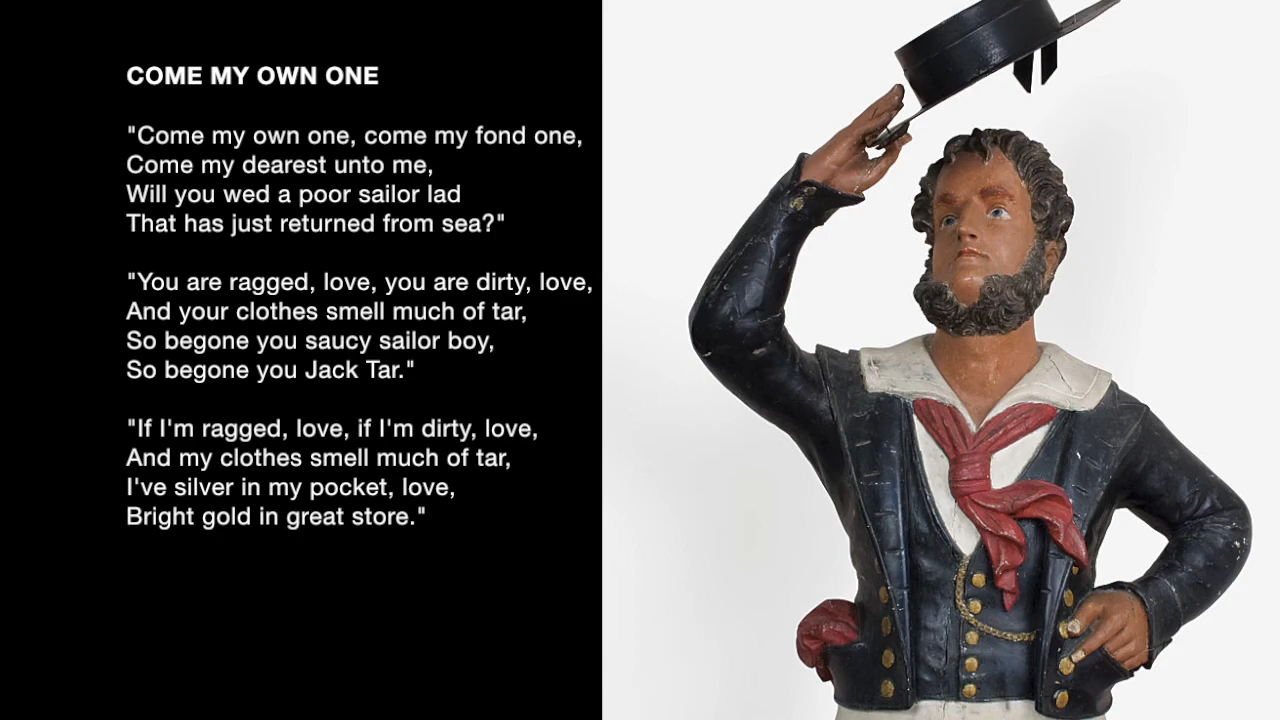 COME MY OWN ONE
"Come my own one, come my fond one,
Come my dearest unto me,
Will you wed a poor sailor lad
That has just returned from sea?"
"You are ragged, love, you are dirty, love,
And your clothes smell much of tar,
So begone you saucy sailor boy,
So begone you Jack Tar."
"If I'm ragged, love, if I'm dirty, love,
And my clothes smell much of tar,
I've silver in my pocket, love,
Bright gold in great store."